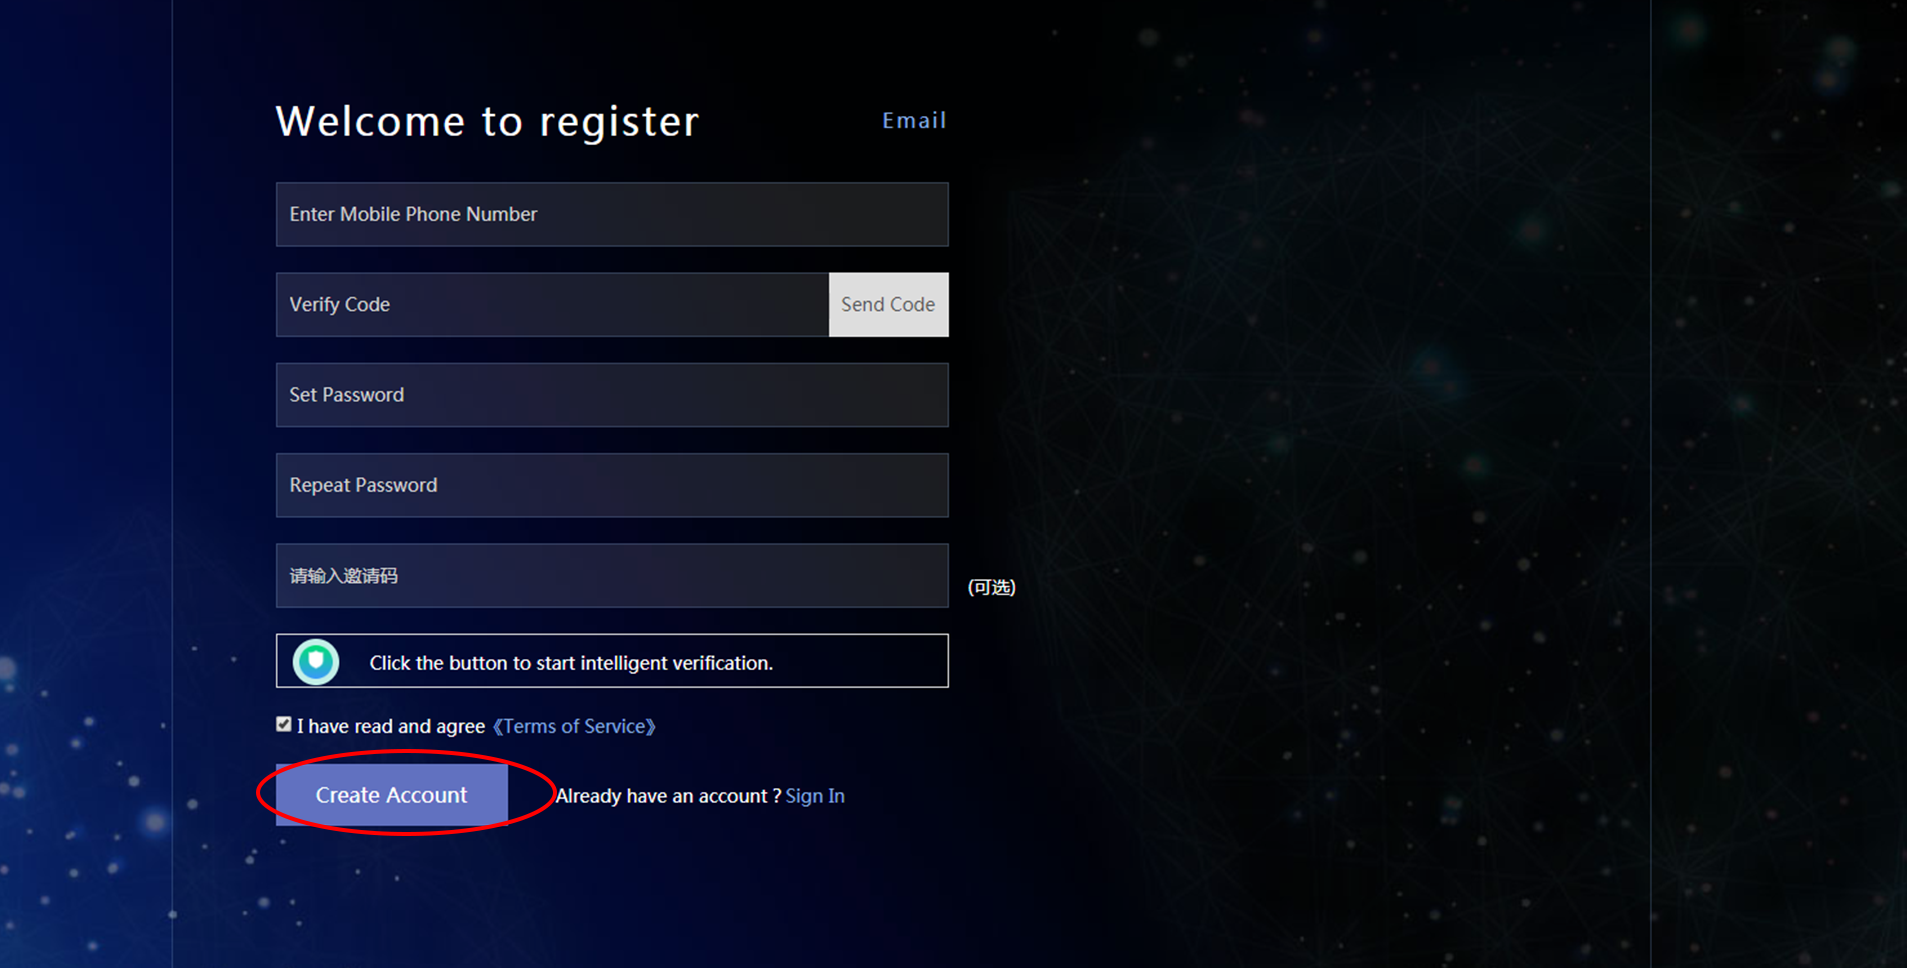 Welcome to register
Email
Enter Mobile Phone Number
Verify Code
Send Code
Set Password
Repeat Password
请输入邀请码
(可选)
Click the button to start intelligent verification.
I have read and agree《Terms of Service》
Create Account
Already have an account ? Sign In